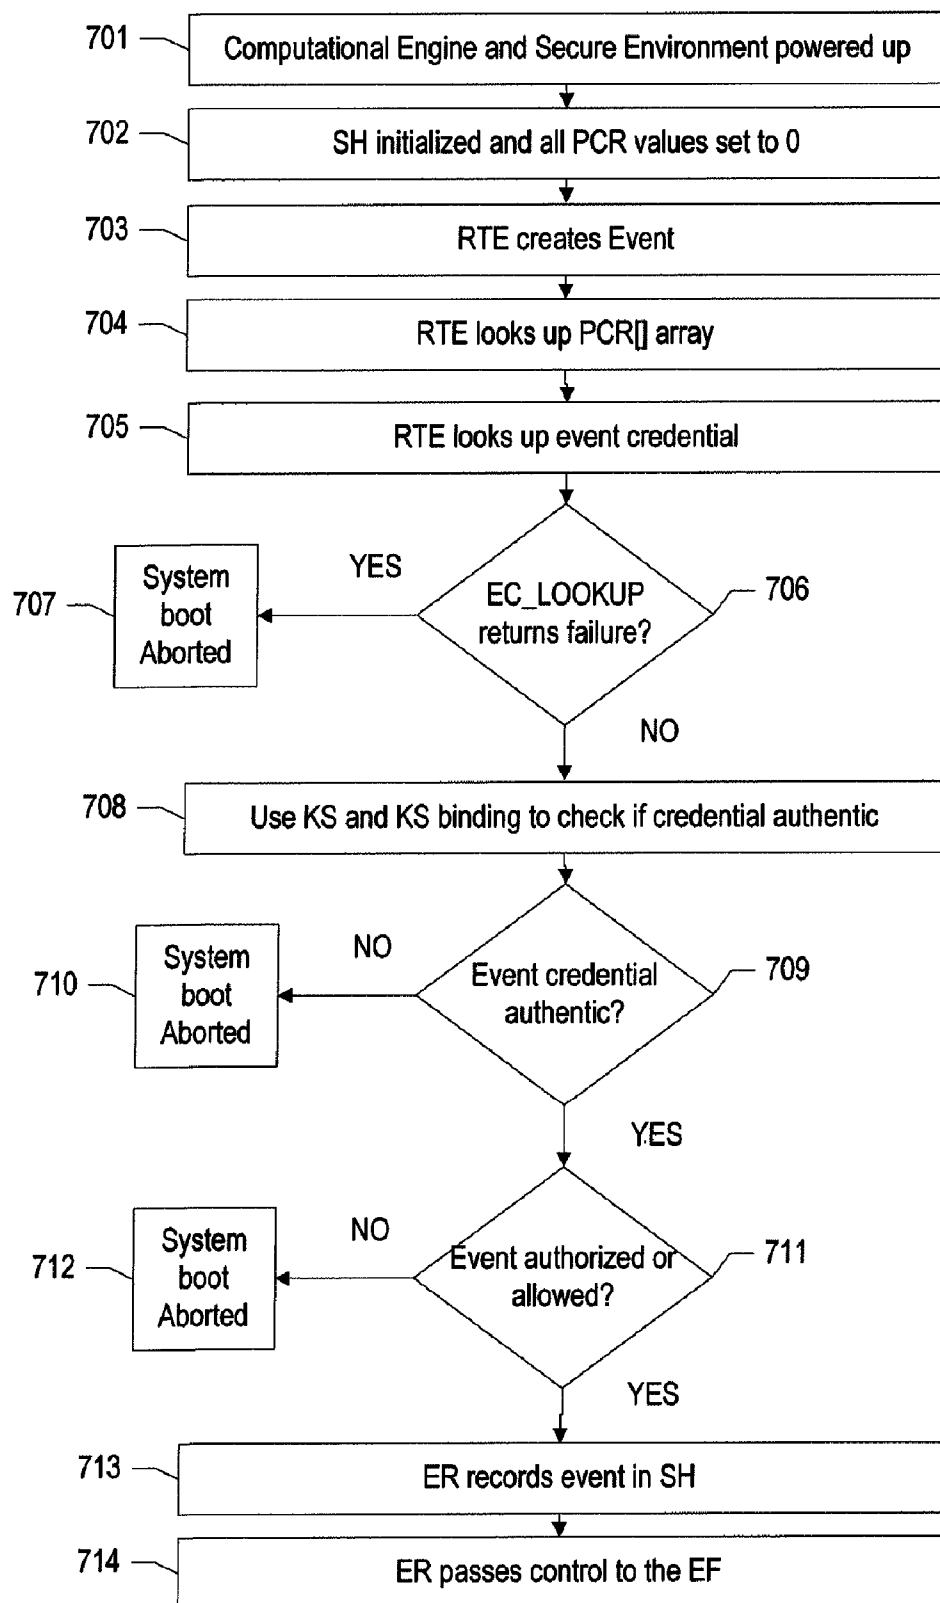 701
Computational Engine and Secure Environment powered up
702
SH initialized and all PCR values set to 0
703
RTE creates Event
704
RTE looks up PCR[] array
705
RTE looks up event credential
706
EC_LOOKUP
returns failure?
YES
707
System
boot
Aborted
NO
708
Use KS and KS binding to check if credential authentic
709
Event credential
authentic?
NO
710
System
boot
Aborted
YES
711
Event authorized or
allowed?
NO
712
System
boot
Aborted
YES
713
ER records event in SH
714
ER passes control to the EF